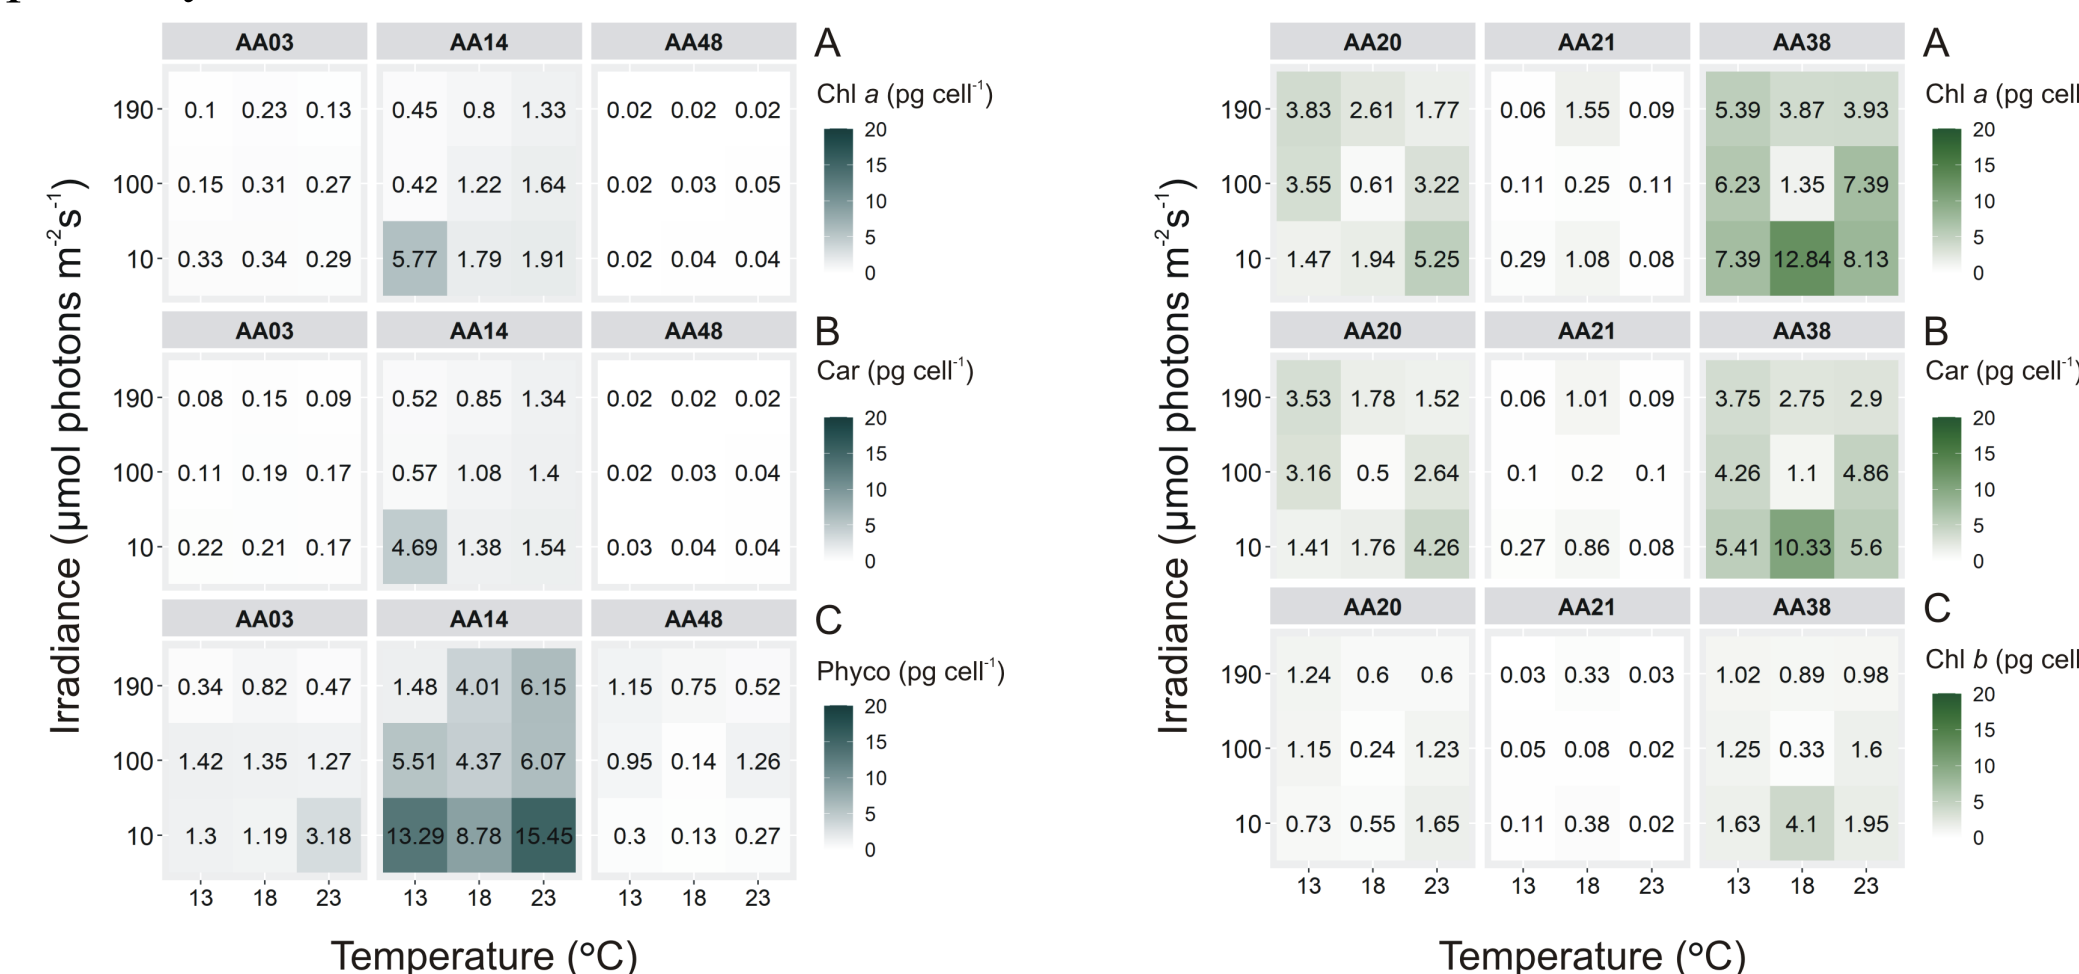 AA03 AA14 AA48 A
Chl a (pg cell-1)
190 0.1 0.23 0.13 0.45 0.8 1.33 0.02 0.02 0.02
100 0.15 0.31 0.27 0.42 1.22 1.64 0.02 0.03 0.05
10 0.33 0.34 0.29 5.77 1.79 1.91 0.02 0.04 0.04
20
15
10
5
0
AA03 AA14 AA48 B
Car (pg cell-1)
190 0.08 0.15 0.09 0.52 0.85 1.34 0.02 0.02 0.02
100 0.11 0.19 0.17 0.57 1.08 1.4 0.02 0.03 0.04
10 0.22 0.21 0.17 4.69 1.38 1.54 0.03 0.04 0.04
20
15
10
5
0
AA03 AA14 AA48 C
Phyco (pg cell-1)
190 0.34 0.82 0.47 1.48 4.01 6.15 1.15 0.75 0.52
100 1.42 1.35 1.27 5.51 4.37 6.07 0.95 0.14 1.26
10 1.3 1.19 3.18 13.29 8.78 15.45 0.3 0.13 0.27
20
15
10
5
0
13 18 23 13 18 23 13 18 23
Temperature (°C)
Irradiance (µmol photons m-2s-1)
AA20 AA21 AA38 A
Chl a (pg cell
190 3.83 2.61 1.77 0.06 1.55 0.09 5.39 3.87 3.93
100 3.55 0.61 3.22 0.11 0.25 0.11 6.23 1.35 7.39
10 1.47 1.94 5.25 0.29 1.08 0.08 7.39 12.84 8.13
20
15
10
5
0
AA20 AA21 AA38 B
Car (pg cell-1)
190 3.53 1.78 1.52 0.06 1.01 0.09 3.75 2.75 2.9
100 3.16 0.5 2.64 0.1 0.2 0.1 4.26 1.1 4.86
10 1.41 1.76 4.26 0.27 0.86 0.08 5.41 10.33 5.6
20
15
10
5
0
AA20 AA21 AA38 C
Chl b (pg cell
190 1.24 0.6 0.6 0.03 0.33 0.03 1.02 0.89 0.98
100 1.15 0.24 1.23 0.05 0.08 0.02 1.25 0.33 1.6
10 0.73 0.55 1.65 0.11 0.38 0.02 1.63 4.1 1.95
20
15
10
5
0
13 18 23 13 18 23 13 18 23
Temperature (°C)
Irradiance (µmol photons m-2s-1)